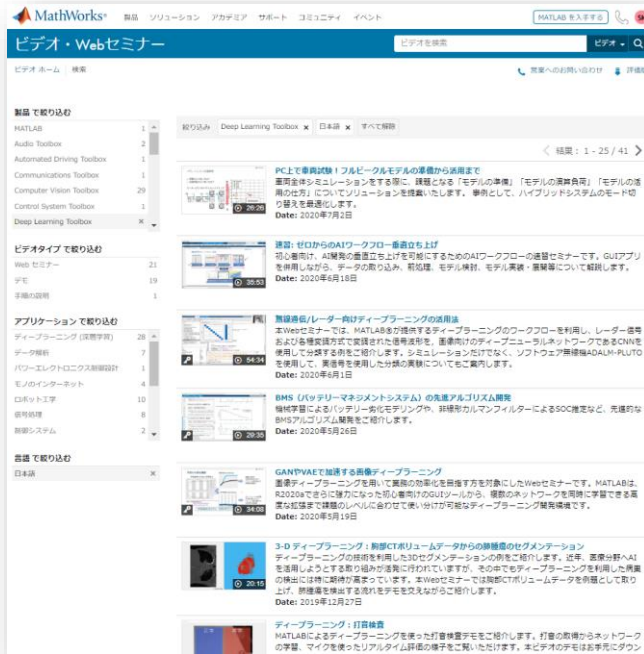 MathWorks®
製品 ソリューション アカデミア サポート コミュニティ イベント
MATLAB を入手する
ビデオ・Webセミナー
ビデオを検索
ビデオ
ビデオ ホーム 検索
営業へのお問い合わせ
製品 で絞り込む
MATLAB 1
Audio Toolbox 2
Automated Driving Toolbox 1
Communications Toolbox 1
Computer Vision Toolbox 29
Control System Toolbox 1
Deep Learning Toolbox ×
ビデオタイプ で絞り込む
Web セミナー 21
デモ 19
手順の説明 1
アプリケーション で絞り込む
ディープラーニング (深層学習) 28
データ解析 7
パワーエレクトロニクス制御設計 1
モノのインターネット 4
ロボット工学 10
信号処理 8
制御システム 2
言語 で絞り込む
日本語 ×
絞り込み Deep Learning Toolbox x 日本語 x すべて解除
結果: 1 - 25 / 41
26:26
PC上で車両試験！フルビークルモデルの準備から活用まで
車両全体シミュレーションをする際に、課題となる「モデルの準備」「モデルの演算負荷」「モデルの活
用の仕方」についてソリューションを提案いたします。 事例として、ハイブリッドシステムのモード切
り替えを最適化します。
Date: 2020年7月2日
35:53
速習: ゼロからのAIワークフロー垂直立ち上げ
初心者向け、AI開発の垂直立ち上げを可能にするためのAIワークフローの速習セミナーです。GUIアプリ
を併用しながら、データの取り込み、前処理、モデル検討、モデル実装・展開等について解説します。
Date: 2020年6月18日
54:34
無線通信/レーダー向けディープラーニングの活用法
本Webセミナーでは、MATLAB®が提供するディープラーニングのワークフローを利用し、レーダー信号
および各種変調方式で変調された信号波形を、画像向けのディープニューラルネットワークであるCNNを
使用して分類する例をご紹介します。シミュレーションだけでなく、ソフトウェア無線機ADALM-PLUTO
を使用して、実信号を使用した分類の実験についてもご案内します。
Date: 2020年6月1日
29:35
BMS（バッテリーマネジメントシステム）の先進アルゴリズム開発
機械学習によるバッテリー劣化モデリングや、非線形カルマンフィルターによるSOC推定など、先進的な
BMSアルゴリズム開発をご紹介します。
Date: 2020年5月26日
34:08
GANやVAEで加速する画像ディープラーニング
画像ディープラーニングを用いて業務の効率化を目指す方を対象にしたWebセミナーです。MATLABは、
R2020aでさらに強力になった初心者向けのGUIツールから、複数のネットワークを同時に学習できる高
度な拡張まで課題のレベルに合わせて使い分けが可能なディープラーニング開発環境です。
Date: 2020年5月19日
20:15
3-D ディープラーニング：胸部CTボリュームデータからの肺腫瘍のセグメンテーション
ディープラーニングの技術を利用した3Dセグメンテーションの例をご紹介します。近年、医療分野へAI
を活用しようとする取り組みが活発に行われていますが、その中でもディープラーニングを利用した病巣
の検出には特に期待が高まっています。本Webセミナーでは胸部CTボリュームデータを例題として取り
上げ、肺腫瘍を検出する流れをデモを交えながらご紹介します。
Date: 2019年12月27日
ディープラーニング：打音検査
MATLABによるディープラーニングを使った打音検査デモをご紹介します。打音の取得からネットワーク
の学習、マイクを使ったリアルタイム評価の様子をご覧いただけます。本ビデオのデモはお手元にダウン